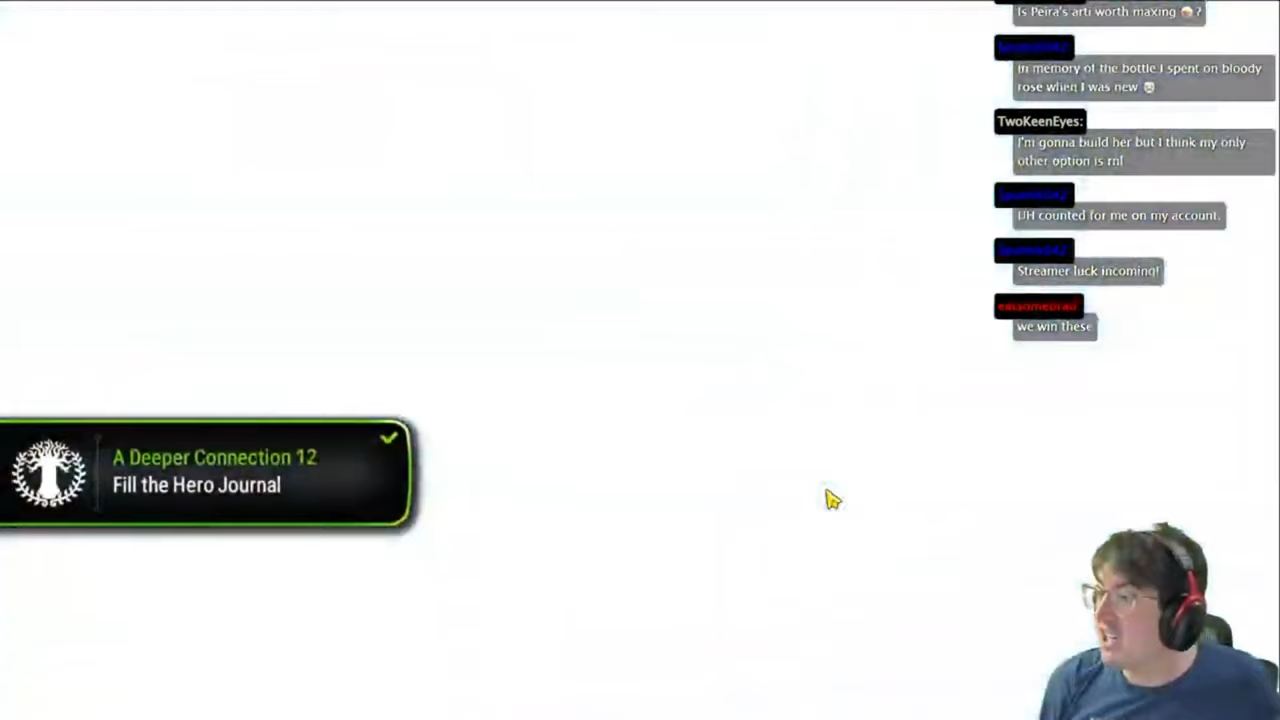 Is Peira's arti worth maxing ?
In memory of the bottle I spent on bloody
rose when I was new
TwoKeenEyes:
I'm gonna build her but I think my only
other option is rnl
UH counted for me on my account.
Streamer luck incoming!
we win these
A Deeper Connection 12
Fill the Hero Journal